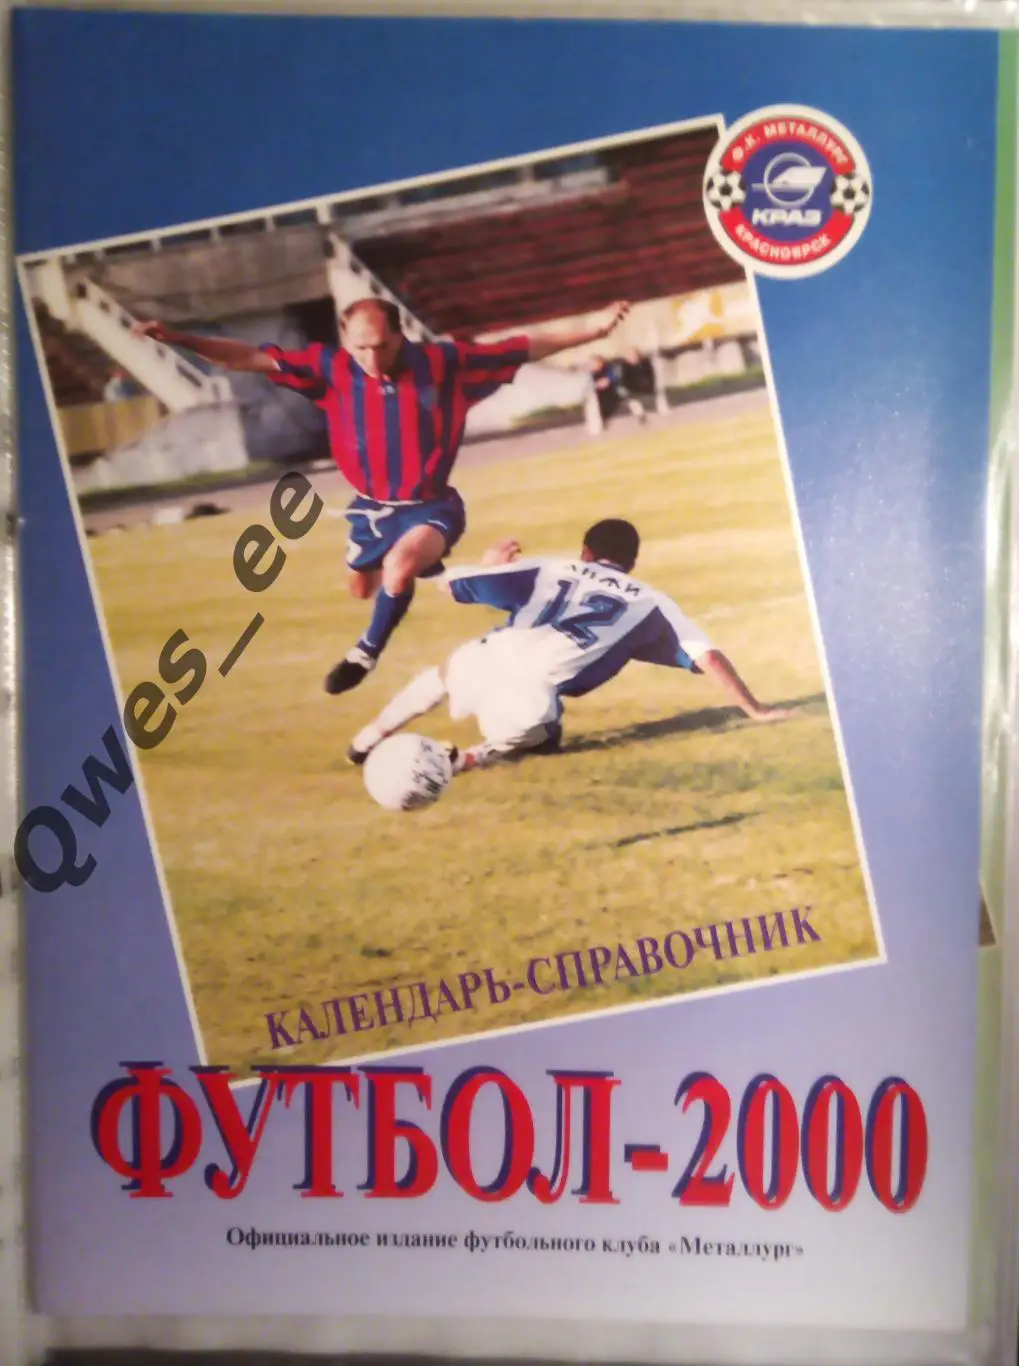 Ф.К. МЕТАЛЛУРГ
КРАЗ
КРАСНОЯРСК
12
Qwes_ee
КАЛЕНДАРЬ-СПРАВОЧНИК
ФУТБОЛ-2000
Официальное издание футбольного клуба «Металлург»